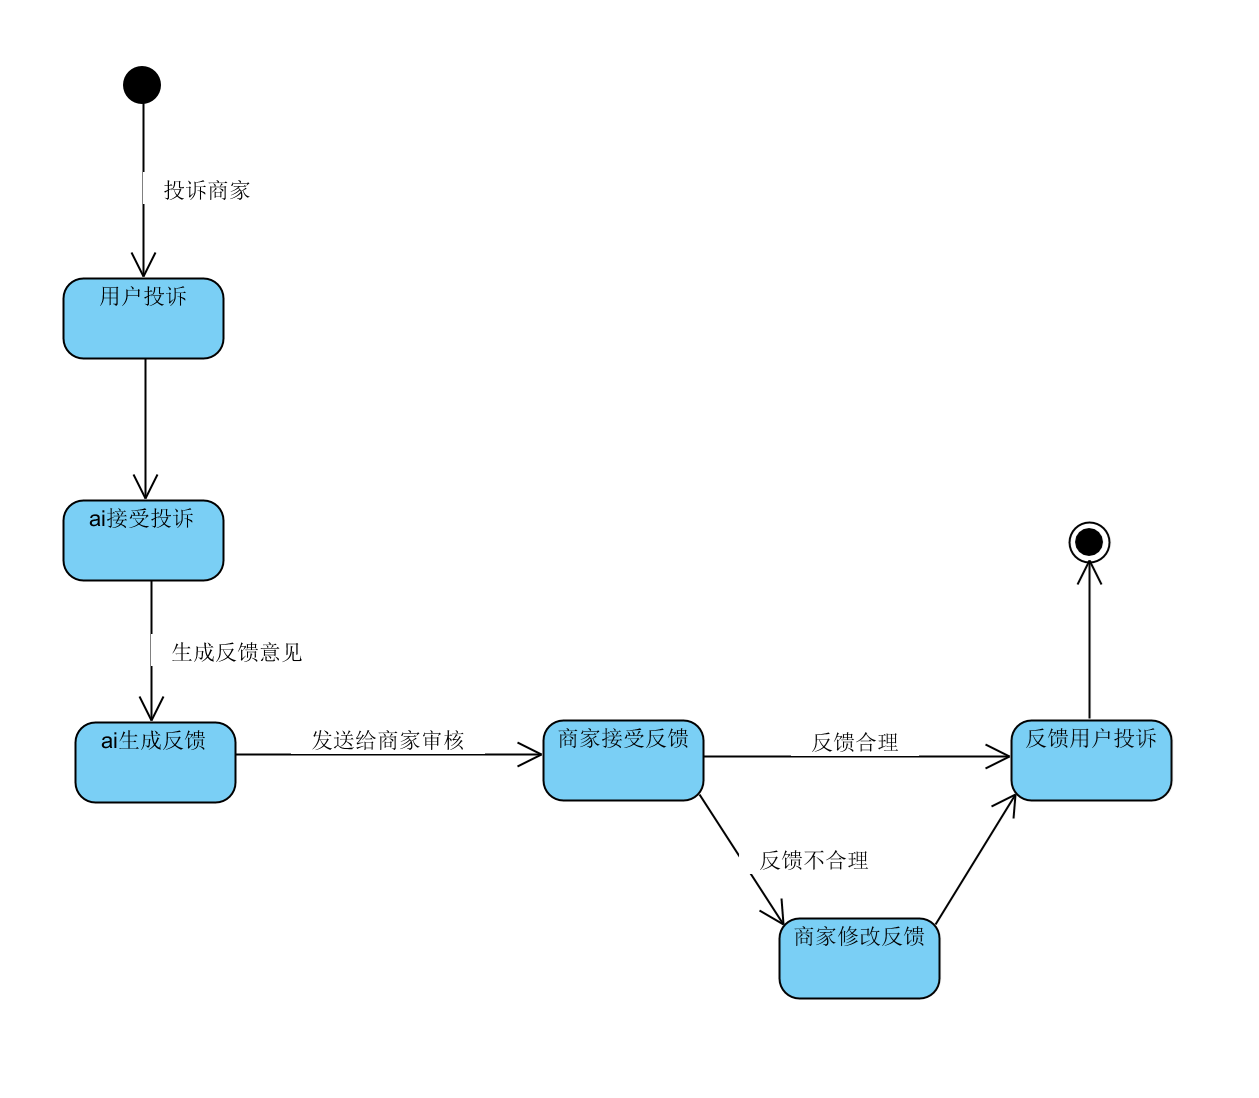 投诉商家
用户投诉
ai接受投诉
生成反馈意见
ai生成反馈
发送给商家审核
商家接受反馈
反馈合理
反馈用户投诉
反馈不合理
商家修改反馈